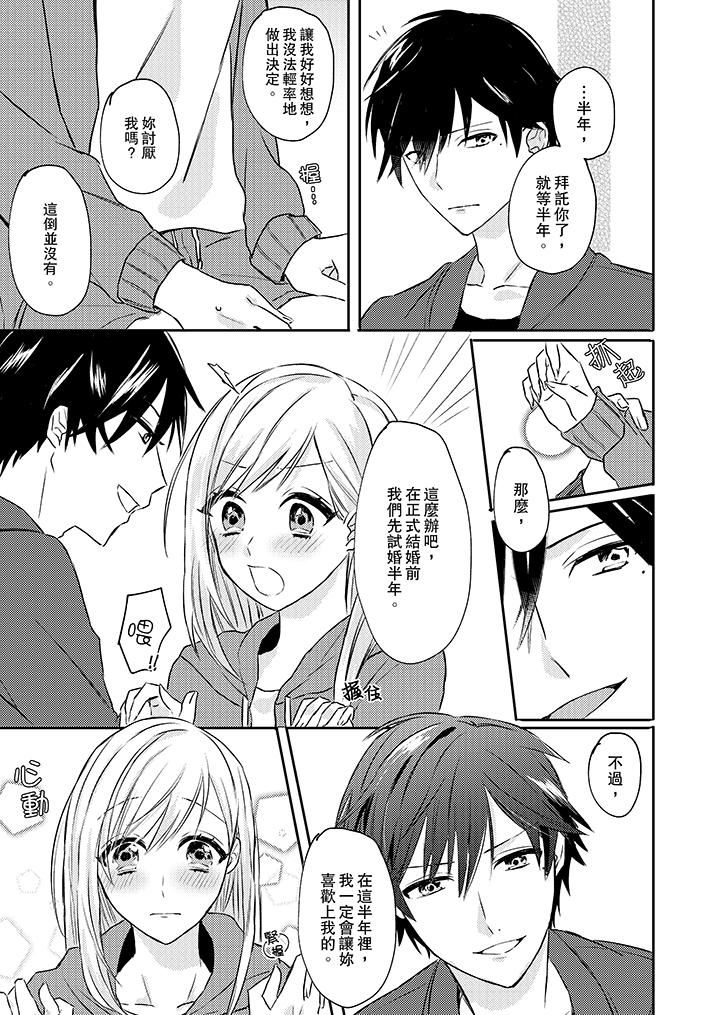 …半年，
拜託你了，
就等半年。
讓我好好想想，
我沒法輕率地
做出決定。
握…
妳討厭
我嗎？
這倒並沒有。
抓起
那麼，
這麼辦吧，
在正式結婚前
我們先試婚半年。
握住
喂!!
不過，
在這半年裡，
我一定會讓妳
喜歡上我的。
緊握
心動